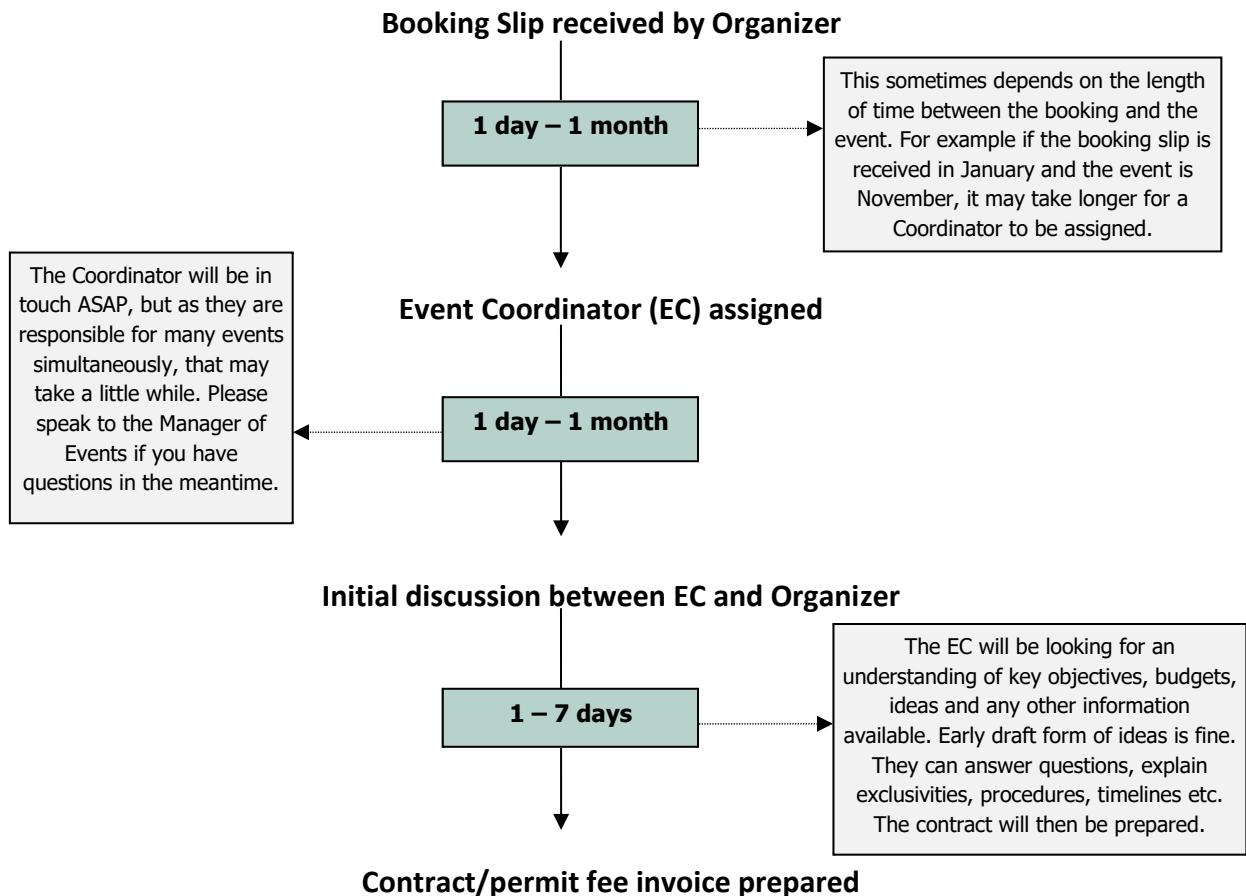 Booking Slip received by Organizer
1 day – 1 month
This sometimes depends on the length
of time between the booking and the
event. For example if the booking slip is
received in January and the event is
November, it may take longer for a
Coordinator to be assigned.
The Coordinator will be in
touch ASAP, but as they are
responsible for many events
simultaneously, that may
take a little while. Please
speak to the Manager of
Events if you have
questions in the meantime.
Event Coordinator (EC) assigned
1 day – 1 month
Initial discussion between EC and Organizer
1 – 7 days
The EC will be looking for an
understanding of key objectives, budgets,
ideas and any other information
available. Early draft form of ideas is fine.
They can answer questions, explain
exclusivities, procedures, timelines etc.
The contract will then be prepared.
Contract/permit fee invoice prepared